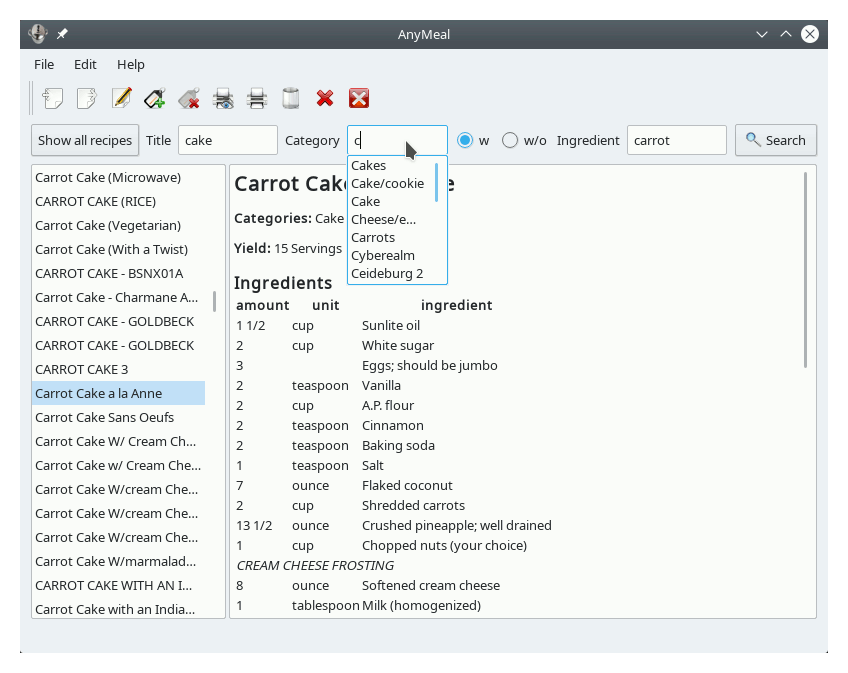 AnyMeal
File Edit Help
Show all recipes Title cake Category c w w/o Ingredient carrot Search
Cakes
Cake/cookie
Cake
Cheese/e...
Carrots
Cyberealm
Ceideburg 2
Carrot Cake (Microwave)
CARROT CAKE (RICE)
Carrot Cake (Vegetarian)
Carrot Cake (With a Twist)
CARROT CAKE - BSNX01A
Carrot Cake - Charmane A...
CARROT CAKE - GOLDBECK
CARROT CAKE - GOLDBECK
CARROT CAKE 3
Carrot Cake a la Anne
Carrot Cake Sans Oeufs
Carrot Cake W/ Cream Ch...
Carrot Cake w/ Cream Che...
Carrot Cake W/cream Che...
Carrot Cake W/cream Che...
Carrot Cake W/cream Che...
Carrot Cake W/marmalad...
CARROT CAKE WITH AN I...
Carrot Cake with an India...
Carrot Cak e
Categories: Cake
Yield: 15 Servings
Ingredients
amount unit ingredient
1 1/2 cup Sunlite oil
2 cup White sugar
3 Eggs; should be jumbo
2 teaspoon Vanilla
2 cup A.P. flour
2 teaspoon Cinnamon
2 teaspoon Baking soda
1 teaspoon Salt
7 ounce Flaked coconut
2 cup Shredded carrots
13 1/2 ounce Crushed pineapple; well drained
1 cup Chopped nuts (your choice)
CREAM CHEESE FROSTING
8 ounce Softened cream cheese
1 tablespoon Milk (homogenized)